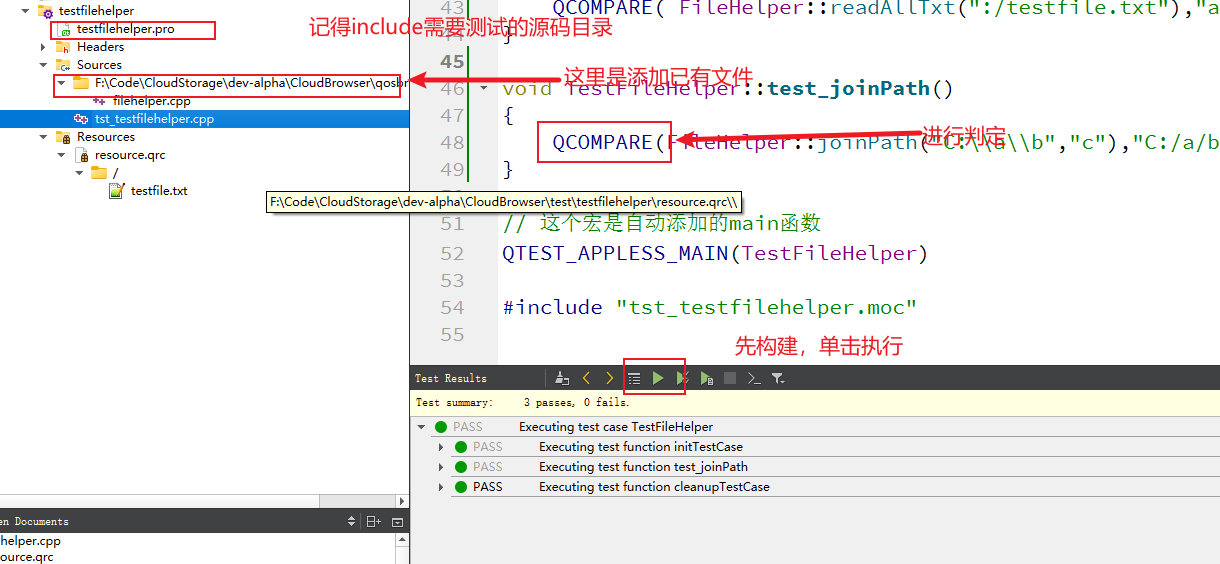 testfilehelper
testfilehelper.pro
记得include需要测试的源码目录
Headers
Sources
F:\Code\CloudStorage\dev-alpha\CloudBrowser\qosbr
这里是添加已有文件
filehelper.cpp
tst_testfilehelper.cpp
Resources
resource.qrc
/
testfile.txt
43 QCOMPARE( FileHelper::readAllTxt(":/testfile.txt"),"a
}
45
46 void TestFileHelper::test_joinPath()
47 {
48 QCOMPARE(FileHelper::joinPath("C:\\a\\b","c"),"C:/a/b
进行判定
49 }
F:\Code\CloudStorage\dev-alpha\CloudBrowser\test\testfilehelper\resource.qrc\\
51 // 这个宏是自动添加的main函数
52 QTEST_APPLESS_MAIN(TestFileHelper)
53
54 #include "tst_testfilehelper.moc"
55
先构建，单击执行
Test Results
Test summary: 3 passes, 0 fails.
PASS Executing test case TestFileHelper
PASS Executing test function initTestCase
PASS Executing test function test_joinPath
PASS Executing test function cleanupTestCase
en Documents
helper.cpp
ource.qrc